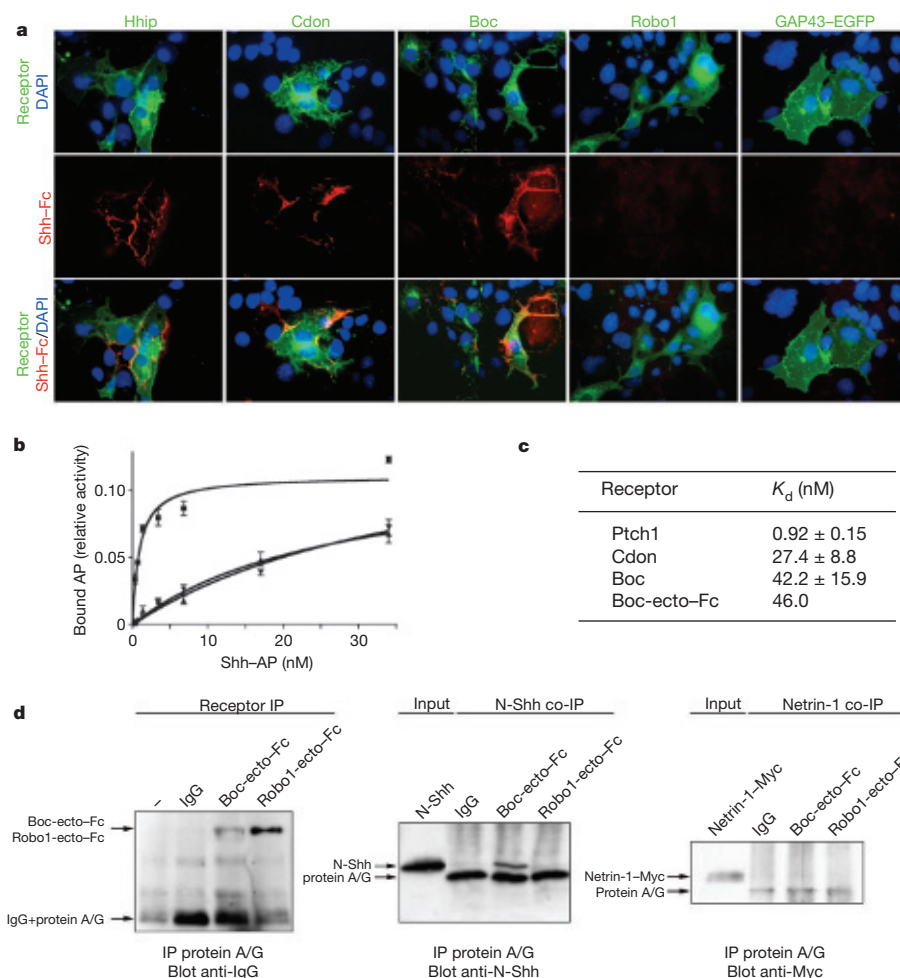 a
Hhip Cdon Boc Robo1 GAP43–EGFP
Receptor
DAPI
Shh–Fc
Receptor
Shh–Fc/DAPI
b
Bound AP (relative activity)
0.10
0.05
0
0 10 20 30
Shh–AP (nM)
c
Receptor Kd (nM)
Ptch1 0.92 ± 0.15
Cdon 27.4 ± 8.8
Boc 42.2 ± 15.9
Boc-ecto–Fc 46.0
d
Receptor IP
– IgG Boc-ecto–Fc Robo1-ecto–Fc
Boc-ecto–Fc
Robo1-ecto–Fc
IgG+protein A/G
IP protein A/G
Blot anti-IgG
Input N-Shh co-IP
N-Shh IgG Boc-ecto–Fc Robo1-ecto–Fc
N-Shh
protein A/G
IP protein A/G
Blot anti-N-Shh
Input Netrin-1 co-IP
Netrin-1–Myc IgG Boc-ecto–Fc Robo1-ecto–F
Netrin-1–Myc
Protein A/G
IP protein A/G
Blot anti-Myc